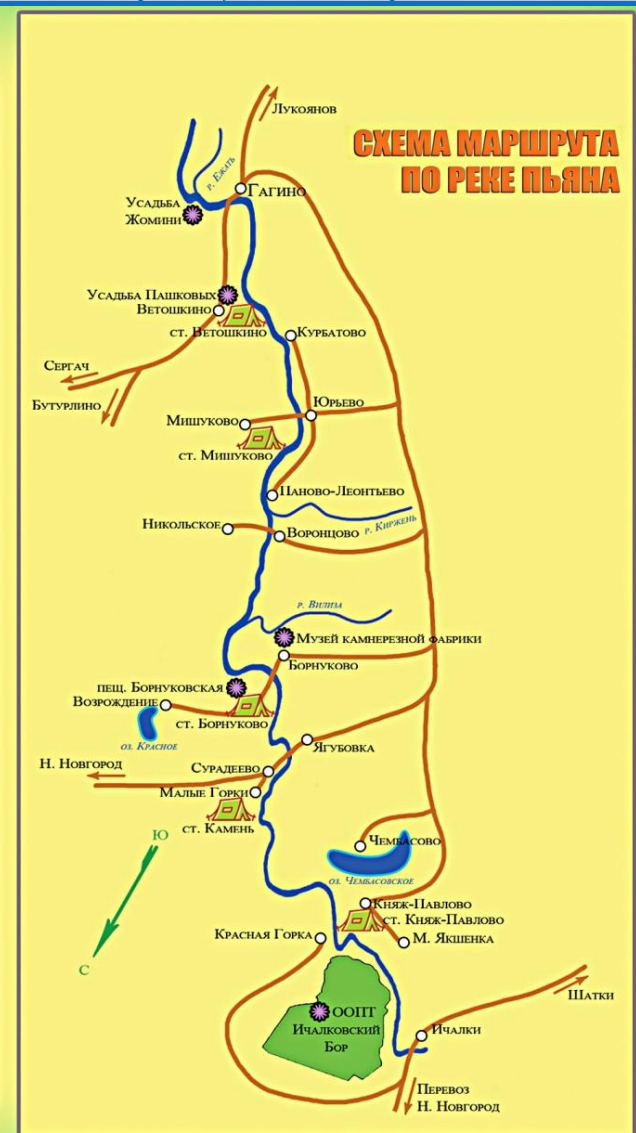 Лукоянов
СХЕМА МАРШРУТА
ПО РЕКЕ ПЬЯНА
р. Ежать
Гагино
Усадьба
Жомини
Усадьба Пашковых
Ветошкино
ст. Ветошкино
Курбатово
Сергач
Бутурлино
Юрьево
Мишуково
ст. Мишуково
Паново-Леонтьево
Никольское
Воронцово
р. Киржень
р. Вилиза
Музей камнерезной фабрики
Борнуково
пещ. Борнуковская
Возрождение
ст. Борнуково
оз. Красное
Ягубовка
Н. Новгород
Сурадеево
Малые Горки
ст. Камень
Чембасово
оз. Чембасовское
Ю
С
Княж-Павлово
ст. Княж-Павлово
Красная Горка
М. Якшенка
Шатки
ООПТ
Ичалковский
Бор
Ичалки
Перевоз
Н. Новгород